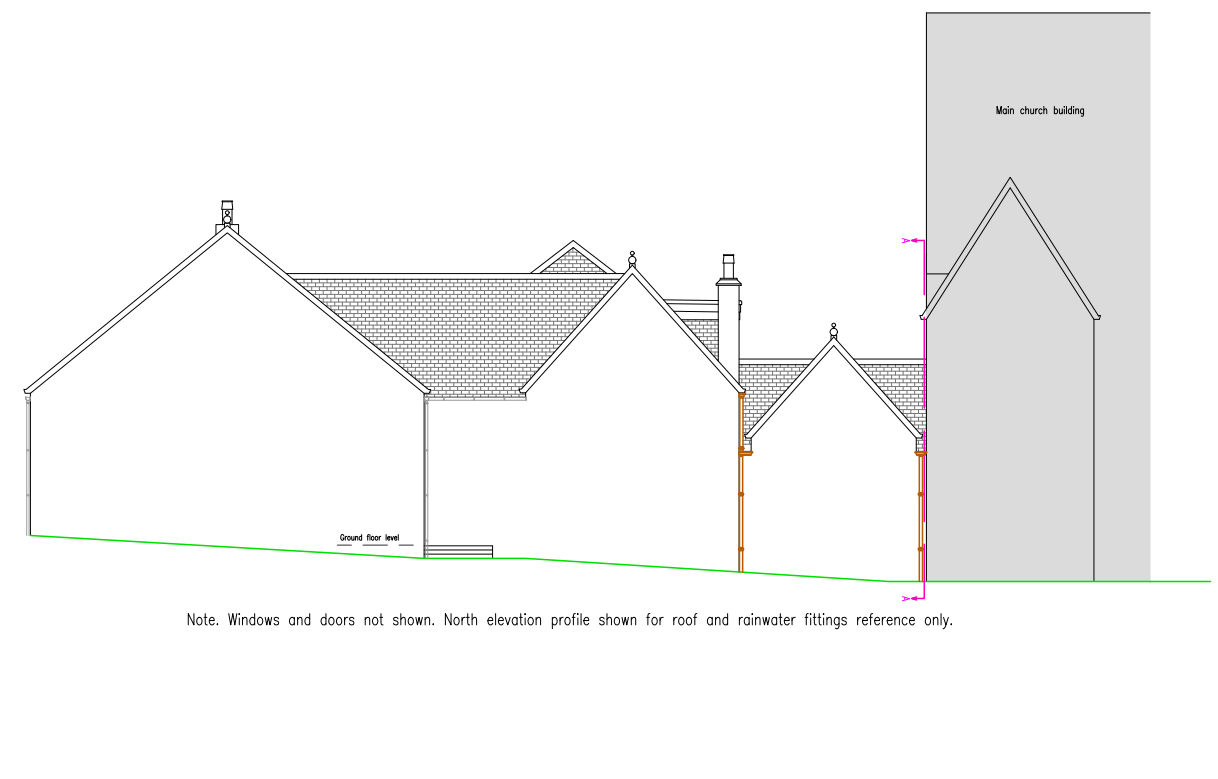 Main church building
A
Ground floor level
A
Note. Windows and doors not shown. North elevation profile shown for roof and rainwater fittings reference only.